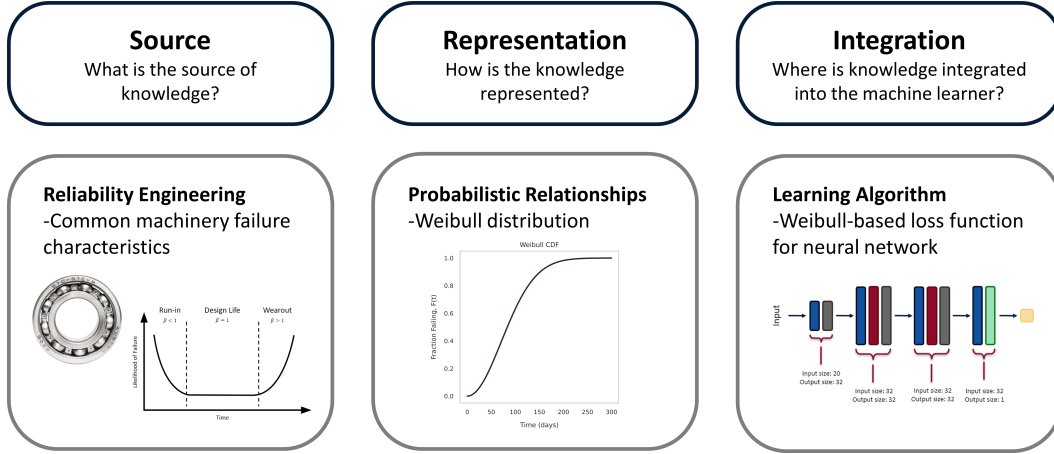 Source
What is the source of
knowledge?
Representation
How is the knowledge
represented?
Integration
Where is knowledge integrated
into the machine learner?
Reliability Engineering
-Common machinery failure
characteristics
Run-in
β < 1
Design Life
β = 1
Wearout
β > 1
Likelihood of Failure
Time
Probabilistic Relationships
-Weibull distribution
Weibull CDF
Fraction Failing, F(t)
1.0
0.8
0.6
0.4
0.2
0.0
0 50 100 150 200 250 300
Time (days)
Learning Algorithm
-Weibull-based loss function
for neural network
Input
Input size: 20
Output size: 32
Input size: 32
Output size: 32
Input size: 32
Output size: 32
Input size: 32
Output size: 1